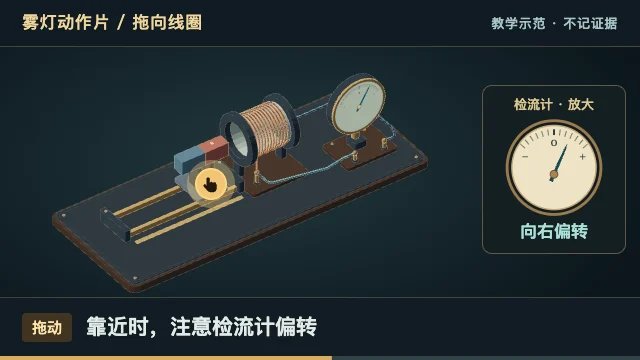 雾灯动作片 / 拖向线圈
教学示范 · 不记证据
检流计 · 放大
− 0 +
向右偏转
拖动 靠近时，注意检流计偏转